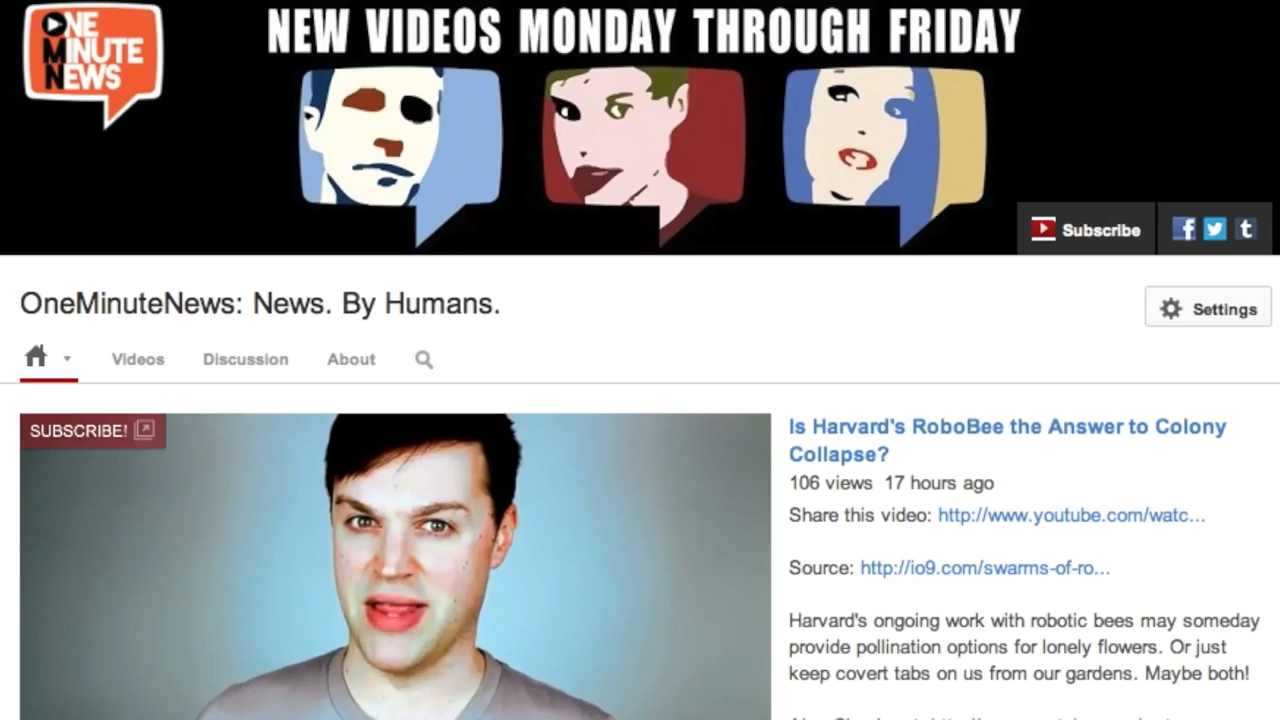 ONE
MINUTE
NEWS
NEW VIDEOS MONDAY THROUGH FRIDAY
Subscribe
OneMinuteNews: News. By Humans.
Settings
Videos Discussion About
SUBSCRIBE!
Is Harvard's RoboBee the Answer to Colony
Collapse?
106 views 17 hours ago
Share this video: http://www.youtube.com/watc...
Source: http://io9.com/swarms-of-ro...
Harvard's ongoing work with robotic bees may someday
provide pollination options for lonely flowers. Or just
keep covert tabs on us from our gardens. Maybe both!